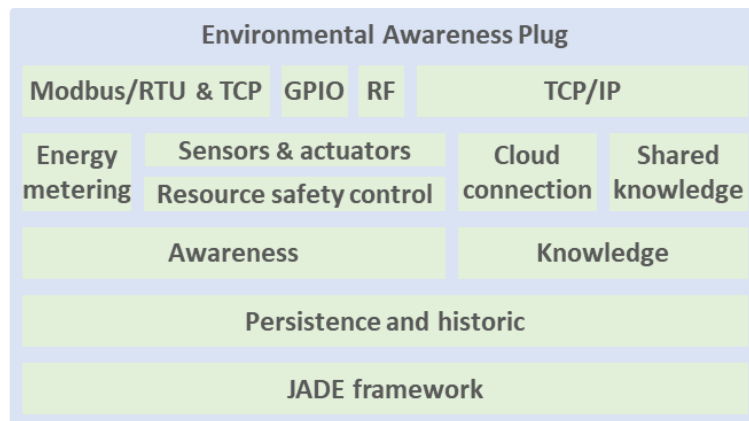 Environmental Awareness Plug
Modbus/RTU & TCP GPIO RF TCP/IP
Energy metering
Sensors & actuators
Resource safety control
Cloud connection
Shared knowledge
Awareness Knowledge
Persistence and historic
JADE framework